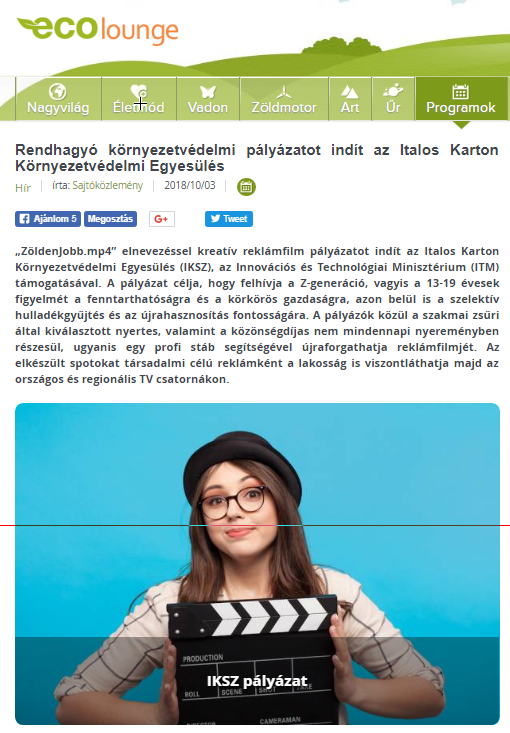 eco lounge
Nagyvilág Életmód Vadon Zöldmotor Art Űr Programok
Rendhagyó környezetvédelmi pályázatot indít az Italos Karton
Környezetvédelmi Egyesülés
Hír írta: Sajtóközlemény 2018/10/03
Ajánlom 5 Megosztás G+ Tweet
„ZöldenJobb.mp4” elnevezéssel kreatív reklámfilm pályázatot indít az Italos Karton
Környezetvédelmi Egyesülés (IKSZ), az Innovációs és Technológiai Minisztérium (ITM)
támogatásával. A pályázat célja, hogy felhívja a Z-generáció, vagyis a 13-19 évesek
figyelmét a fenntarthatóságra és a körkörös gazdaságra, azon belül is a szelektív
hulladékgyűjtés és az újrahasznosítás fontosságára. A pályázók közül a szakmai zsűri
által kiválasztott nyertes, valamint a közönségdíjas nem mindennapi nyereményben
részesül, ugyanis egy profi stáb segítségével újraforgathatja reklámfilmjét. Az
elkészült spotokat társadalmi célú reklámként a lakosság is viszontláthatja majd az
országos és regionális TV csatornákon.
PRODUCTION
ROLL SCENE SHOT TAKE
IKSZ pályázat
DIRECTOR CAMERAMAN